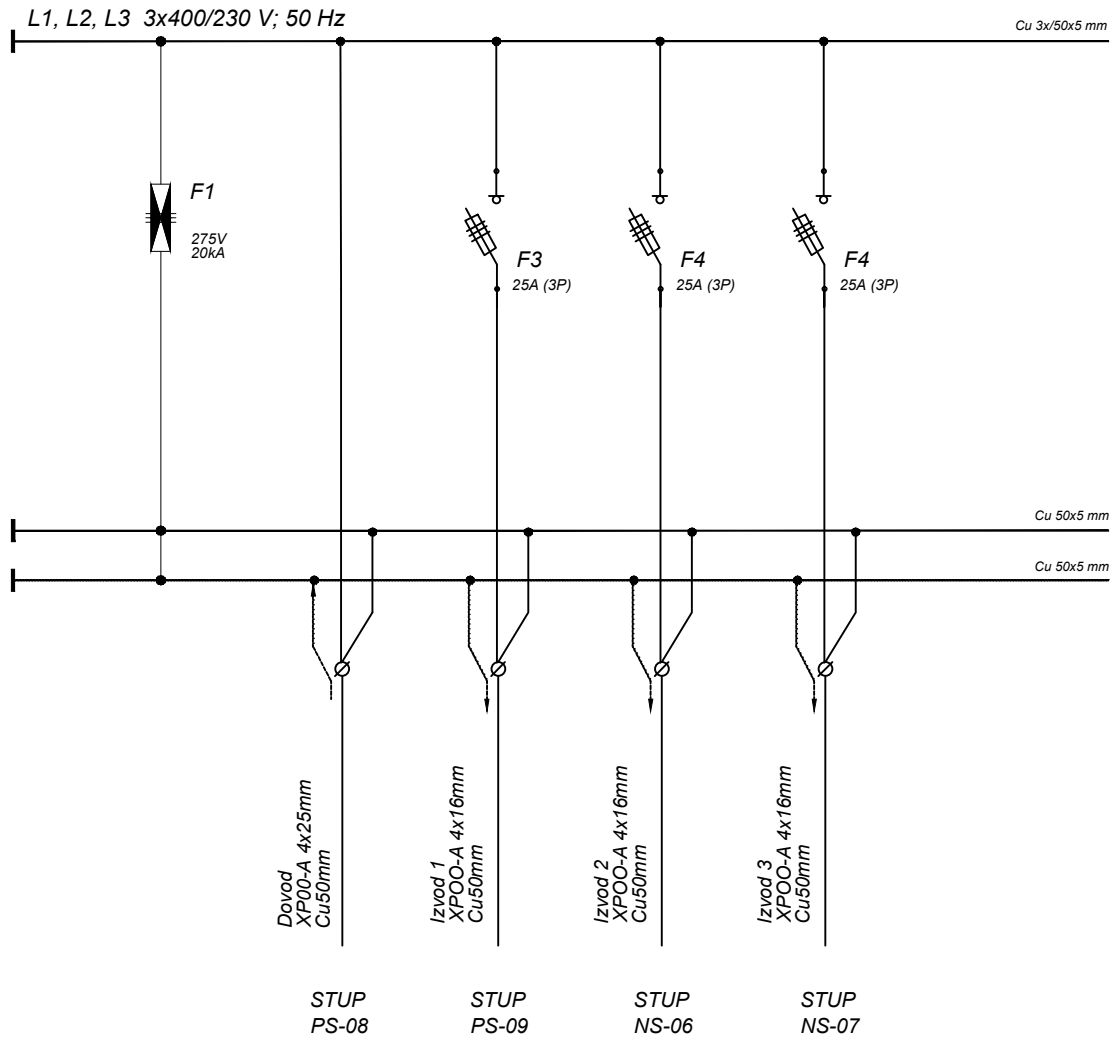 L1, L2, L3  3x400/230 V; 50 Hz
Cu 3x/50x5 mm
F1
275V
20kA
F3
25A (3P)
F4
25A (3P)
F4
25A (3P)
Cu 50x5 mm
Cu 50x5 mm
Dovod
XP00-A 4x25mm
Cu50mm
Izvod 1
XPOO-A 4x16mm
Cu50mm
Izvod 2
XPOO-A 4x16mm
Cu50mm
Izvod 3
XPOO-A 4x16mm
Cu50mm
STUP
PS-08
STUP
PS-09
STUP
NS-06
STUP
NS-07